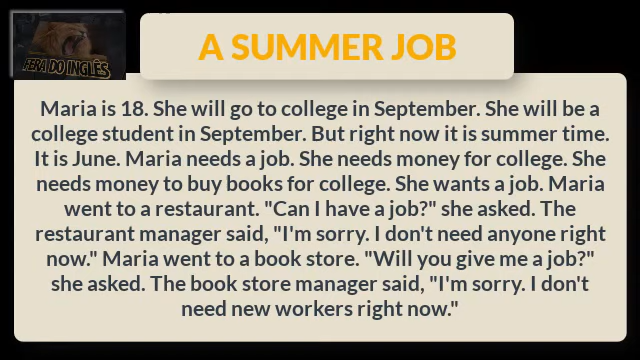 FERA DO INGLÊS
A SUMMER JOB
Maria is 18. She will go to college in September. She will be a
college student in September. But right now it is summer time.
It is June. Maria needs a job. She needs money for college. She
needs money to buy books for college. She wants a job. Maria
went to a restaurant. "Can I have a job?" she asked. The
restaurant manager said, "I'm sorry. I don't need anyone right
now." Maria went to a book store. "Will you give me a job?"
she asked. The book store manager said, "I'm sorry. I don't
need new workers right now."